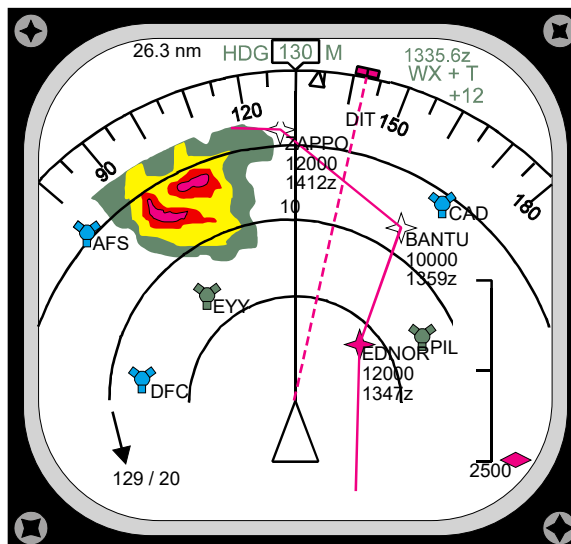 26.3 nm
HDG 130 M
1335.6z
WX + T
+12
90
120
150
180
DIT
ZAPPO
12000
1412z
10
CAD
AFS
BANTU
10000
1359z
EYY
PIL
EDNOR
12000
1347z
DFC
129 / 20
2500